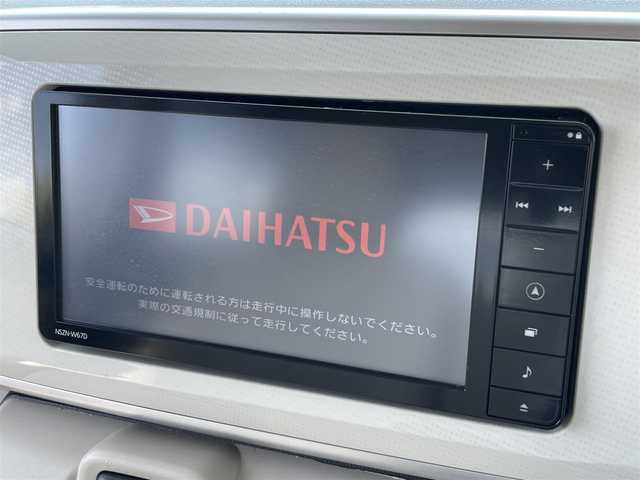 DAIHATSU
安全運転のために運転される方は走行中に操作しないでください。
実際の交通規制に従って走行してください。
NSZN-W67D